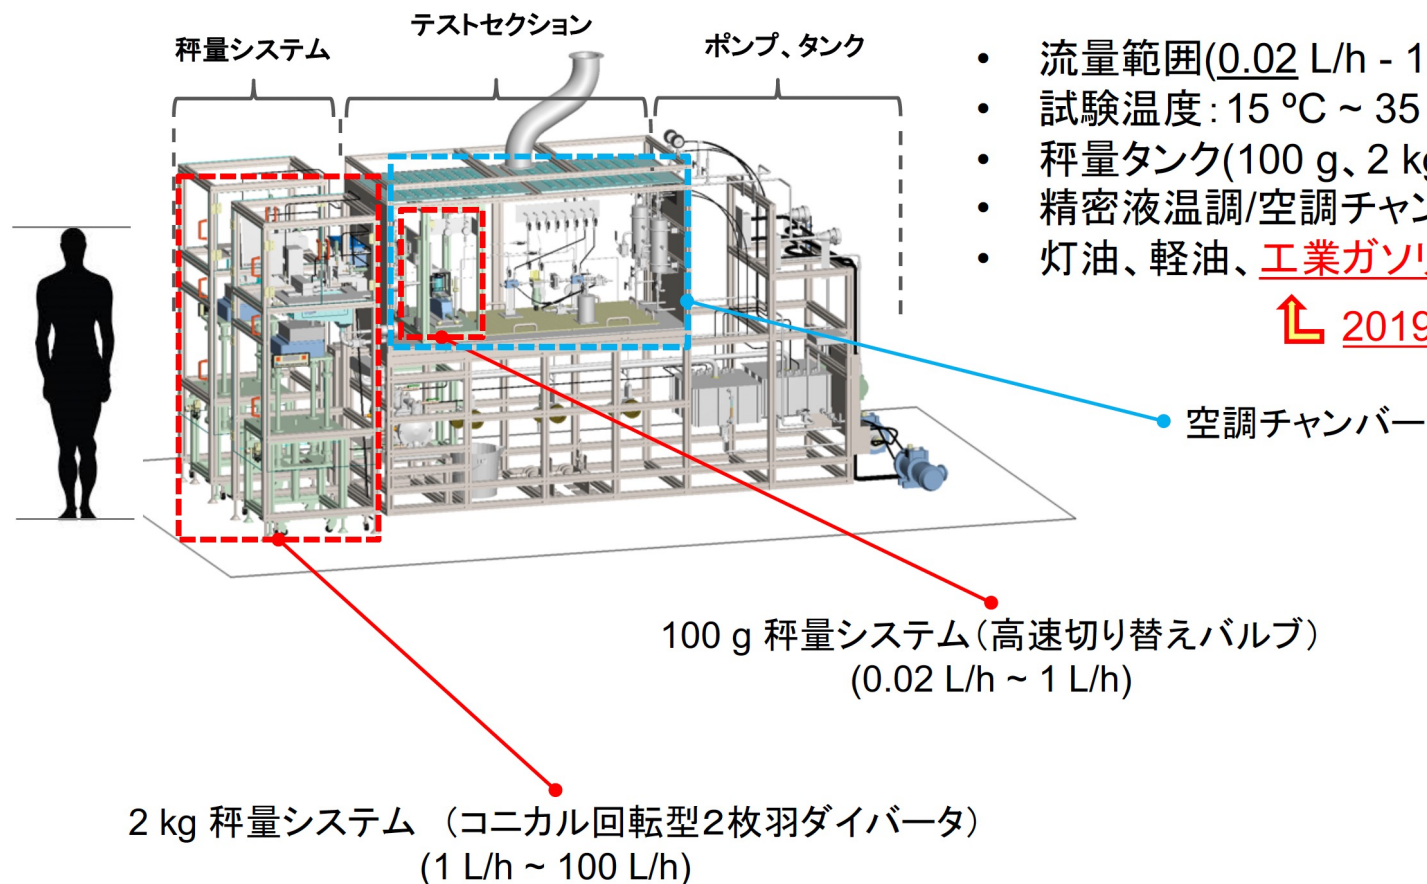 秤量システム
テストセクション
ポンプ、タンク
• 流量範囲(0.02 L/h - 1
• 試験温度：15 ºC ~ 35
• 秤量タンク(100 g、2 kg
• 精密液温調/空調チャン
• 灯油、軽油、工業ガソリ
2019
空調チャンバー
100 g 秤量システム（高速切り替えバルブ）
(0.02 L/h ~ 1 L/h)
2 kg 秤量システム （コニカル回転型２枚羽ダイバータ）
(1 L/h ~ 100 L/h)